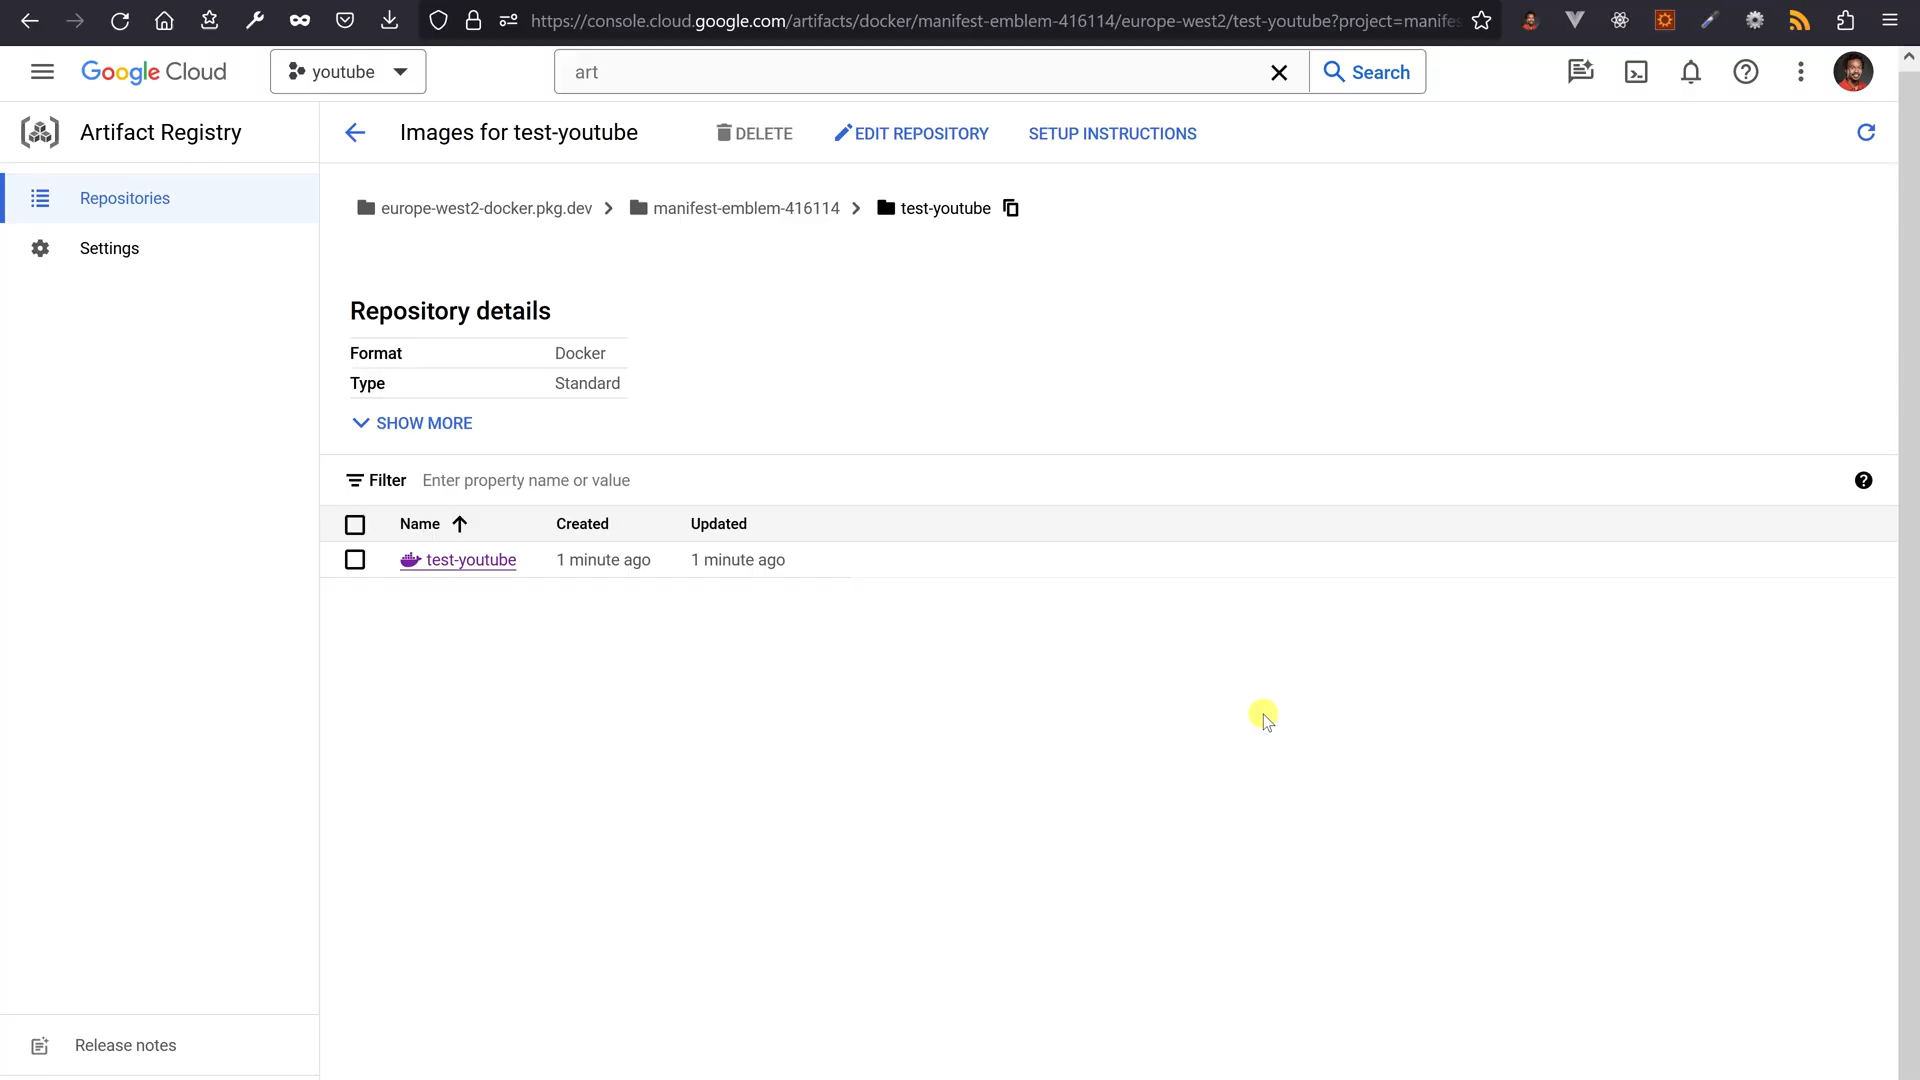 https://console.cloud.google.com/artifacts/docker/manifest-emblem-416114/europe-west2/test-youtube?project=manifes
Google Cloud
youtube
art
Search
Artifact Registry
Images for test-youtube
DELETE
EDIT REPOSITORY
SETUP INSTRUCTIONS
Repositories
Settings
europe-west2-docker.pkg.dev
manifest-emblem-416114
test-youtube
Repository details
Format Docker
Type Standard
SHOW MORE
Filter Enter property name or value
Name Created Updated
test-youtube 1 minute ago 1 minute ago
Release notes